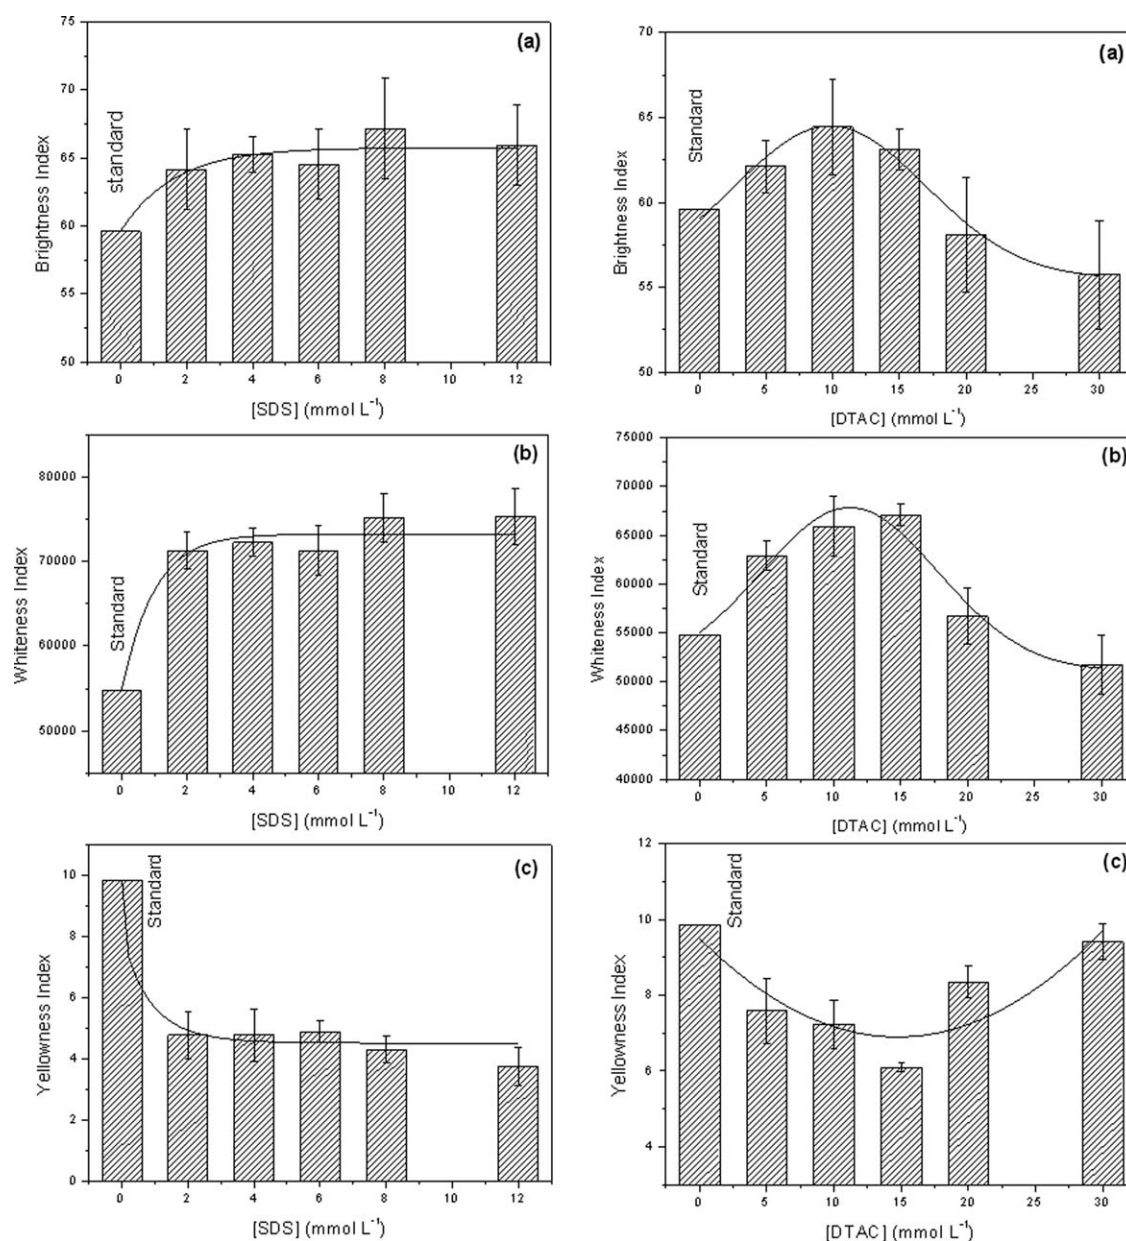 (a)
standard
Brightness Index
75
70
65
60
55
50
0 2 4 6 8 10 12
[SDS] (mmol L⁻¹)
(a)
Standard
Brightness Index
70
65
60
55
50
0 5 10 15 20 25 30
[DTAC] (mmol L⁻¹)
(b)
Standard
Whiteness Index
80000
70000
60000
50000
0 2 4 6 8 10 12
[SDS] (mmol L⁻¹)
(b)
Standard
Whiteness Index
75000
70000
65000
60000
55000
50000
45000
40000
0 5 10 15 20 25 30
[DTAC] (mmol L⁻¹)
(c)
Standard
Yellowness Index
10
8
6
4
2
0
0 2 4 6 8 10 12
[SDS] (mmol L⁻¹)
(c)
Standard
Yellownness Index
12
10
8
6
4
0 5 10 15 20 25 30
[DTAC] (mmol L⁻¹)